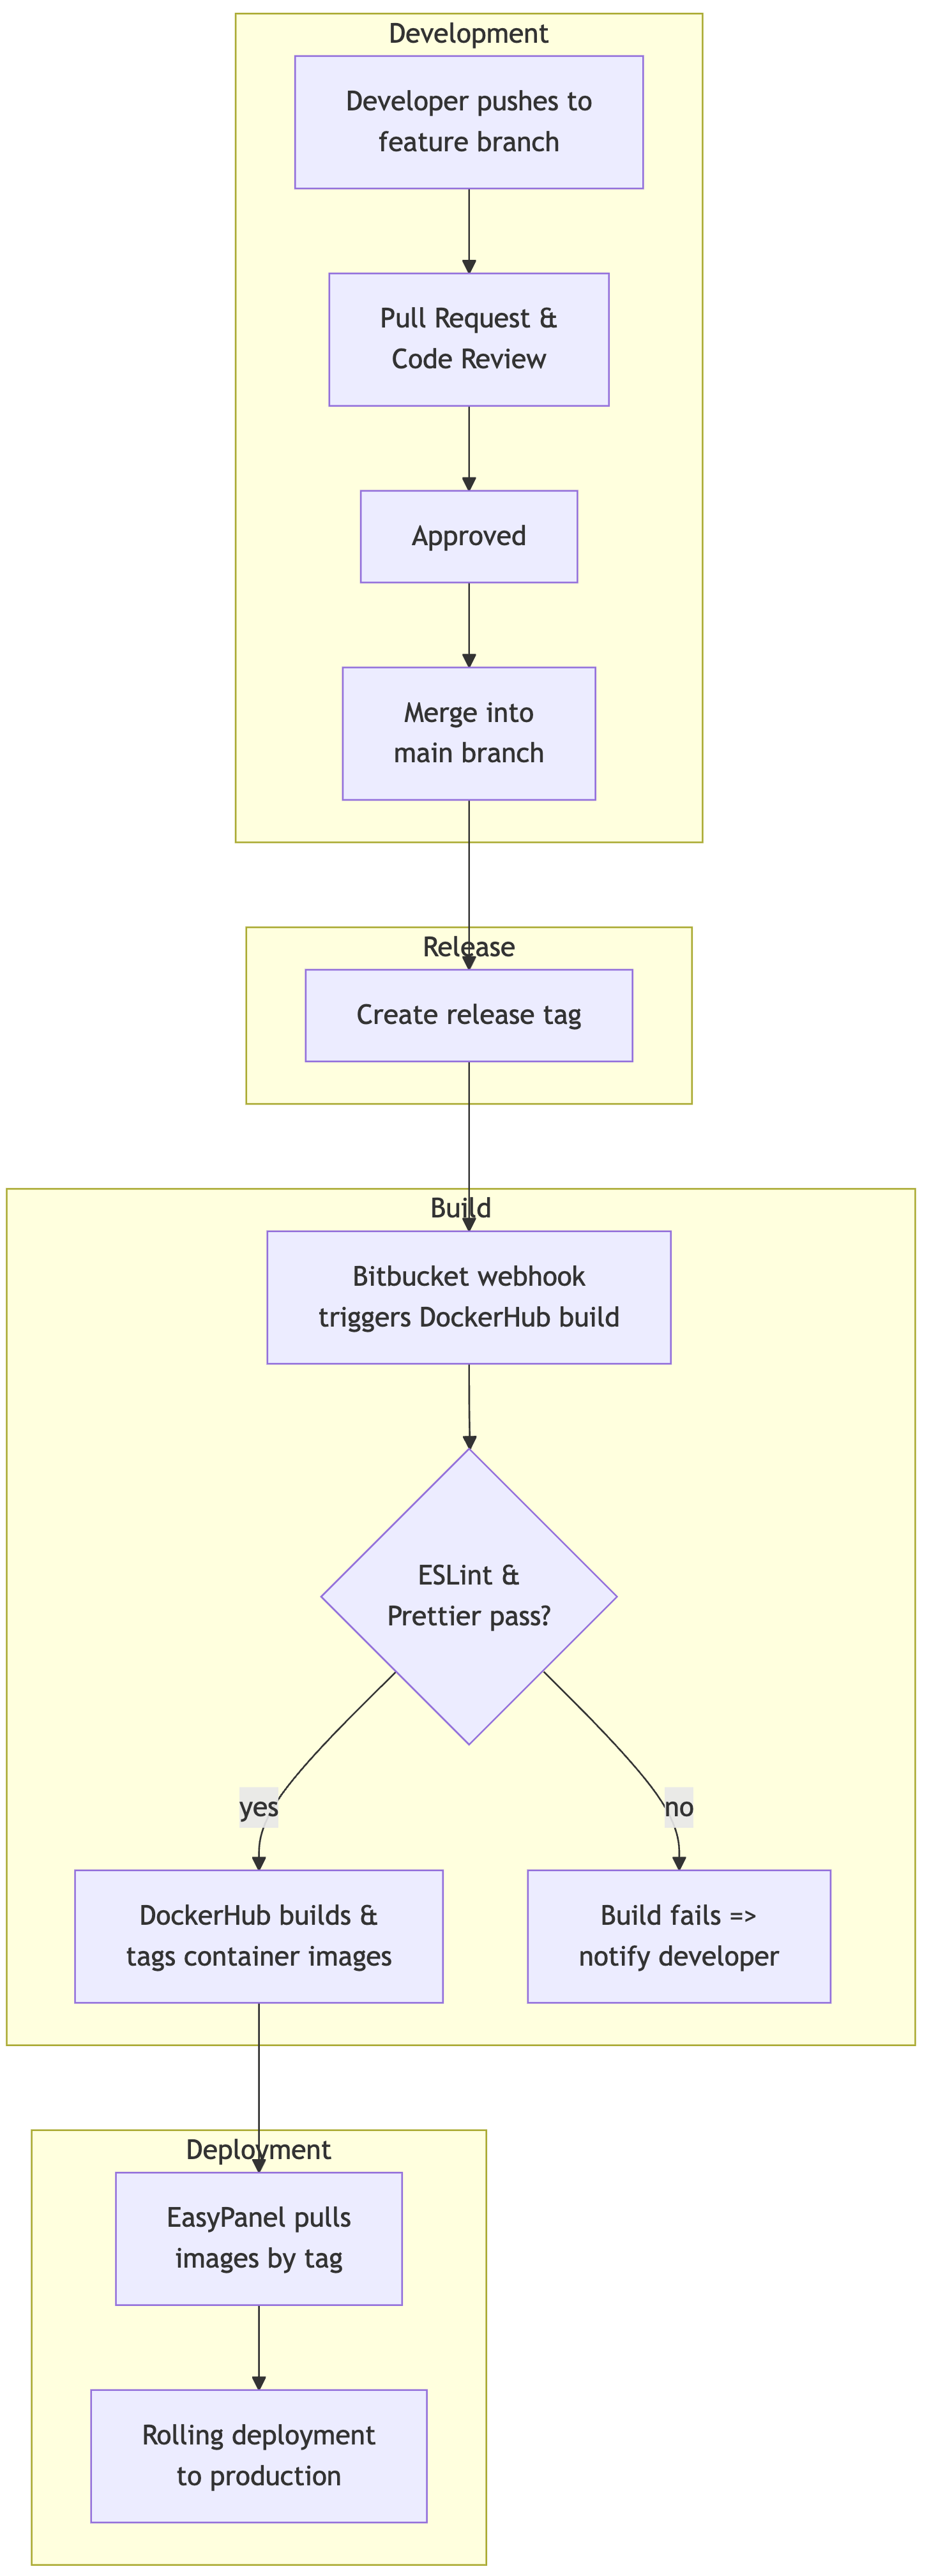 Development
Developer pushes to
feature branch
Pull Request &
Code Review
Approved
Merge into
main branch
Release
Create release tag
Build
Bitbucket webhook
triggers DockerHub build
ESLint &
Prettier pass?
yes
no
DockerHub builds &
tags container images
Build fails =>
notify developer
Deployment
EasyPanel pulls
images by tag
Rolling deployment
to production